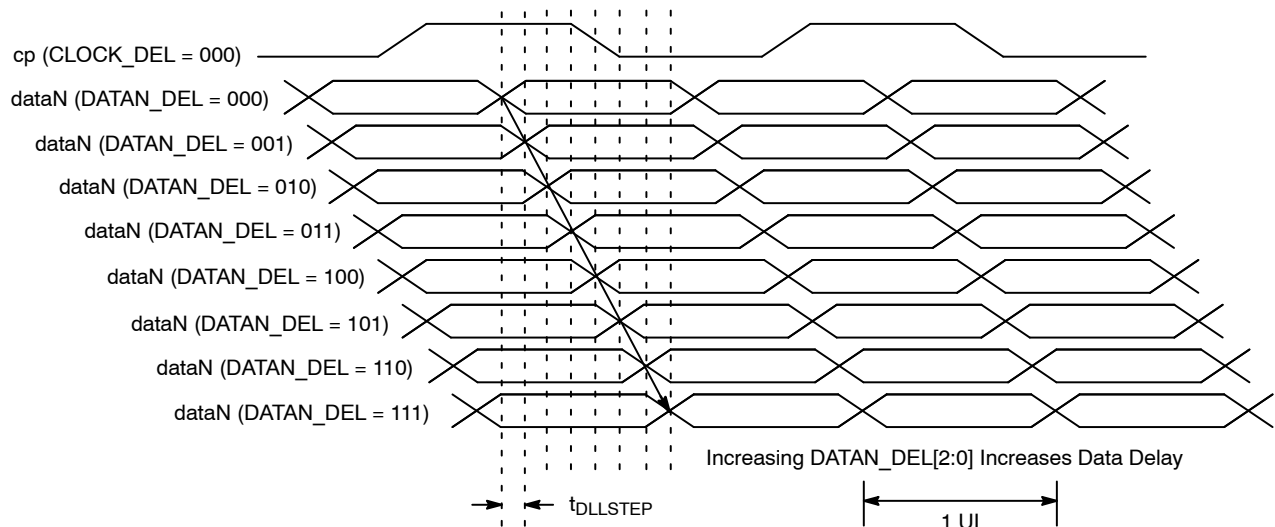 cp (CLOCK_DEL = 000)
dataN (DATAN_DEL = 000)
dataN (DATAN_DEL = 001)
dataN (DATAN_DEL = 010)
dataN (DATAN_DEL = 011)
dataN (DATAN_DEL = 100)
dataN (DATAN_DEL = 101)
dataN (DATAN_DEL = 110)
dataN (DATAN_DEL = 111)
Increasing DATAN_DEL[2:0] Increases Data Delay
tDLLSTEP
1 UI